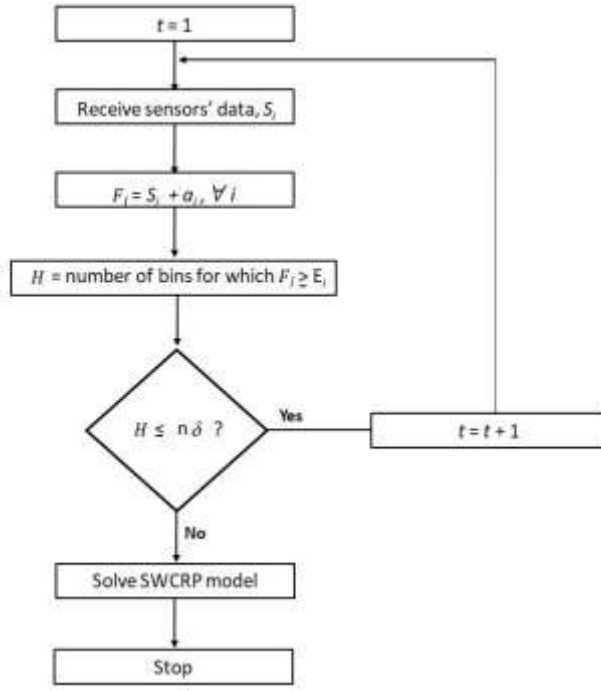 t = 1
Receive sensors' data, Sᵢ
Fᵢ = Sᵢ + aᵢ, ∀ i
H = number of bins for which Fᵢ ≥ Eᵢ
H ≤ n δ ?
Yes
t = t + 1
No
Solve SWCRP model
Stop